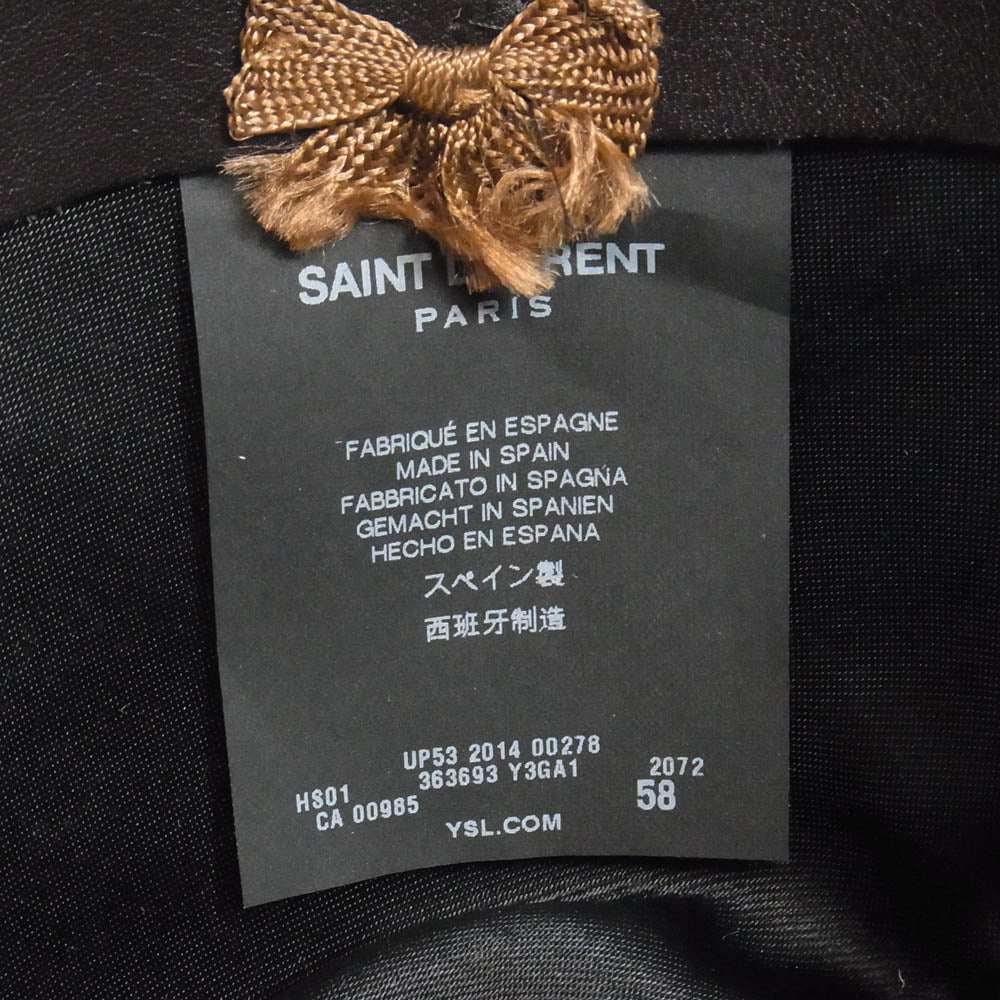 SAINT LAURENT
PARIS
FABRIQUÉ EN ESPAGNE
MADE IN SPAIN
FABBRICATO IN SPAGNA
GEMACHT IN SPANIEN
HECHO EN ESPANA
スペイン製
西班牙制造
UP53 2014 00278
HS01 363693 Y3GA1 2072
CA 00985 58
YSL.COM